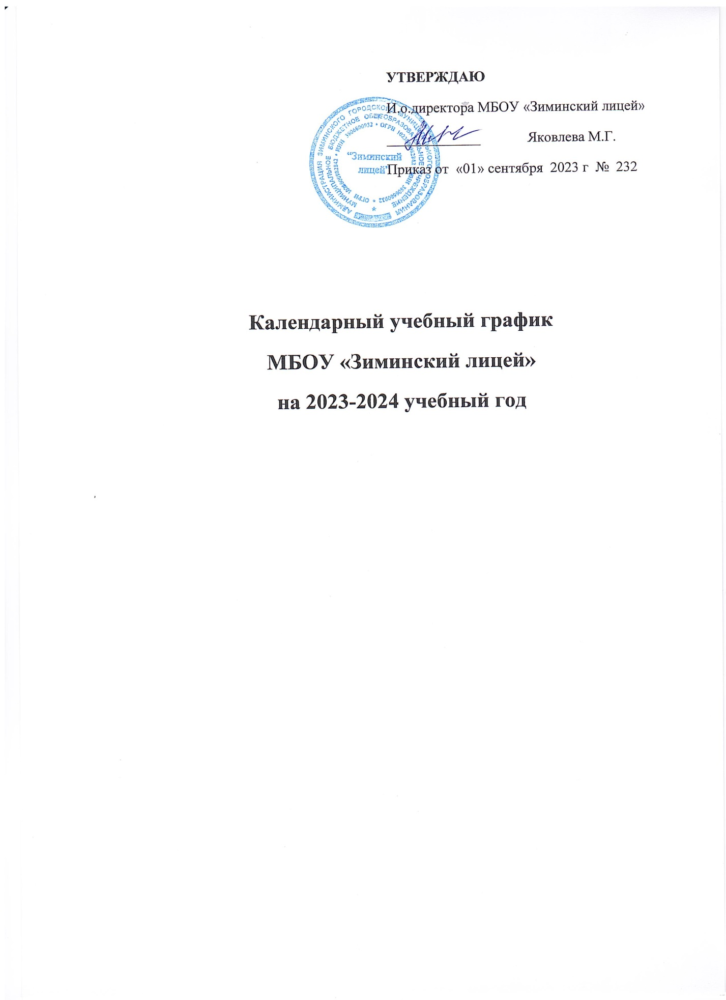 УТВЕРЖДАЮ
И.о.директора МБОУ «Зиминский лицей»
Яковлева М.Г.
Приказ от «01» сентября 2023 г № 232
АДМИНИСТРАЦИЯ ЗИМИНСКОГО ГОРОДСКОГО МУНИЦИПАЛЬНОГО ОБРАЗОВАНИЯ
МУНИЦИПАЛЬНОЕ БЮДЖЕТНОЕ ОБЩЕОБРАЗОВАТЕЛЬНОЕ УЧРЕЖДЕНИЕ
* ИНН 3806600932 * ОГРН
“Зиминский
лицей”
Календарный учебный график
МБОУ «Зиминский лицей»
на 2023-2024 учебный год